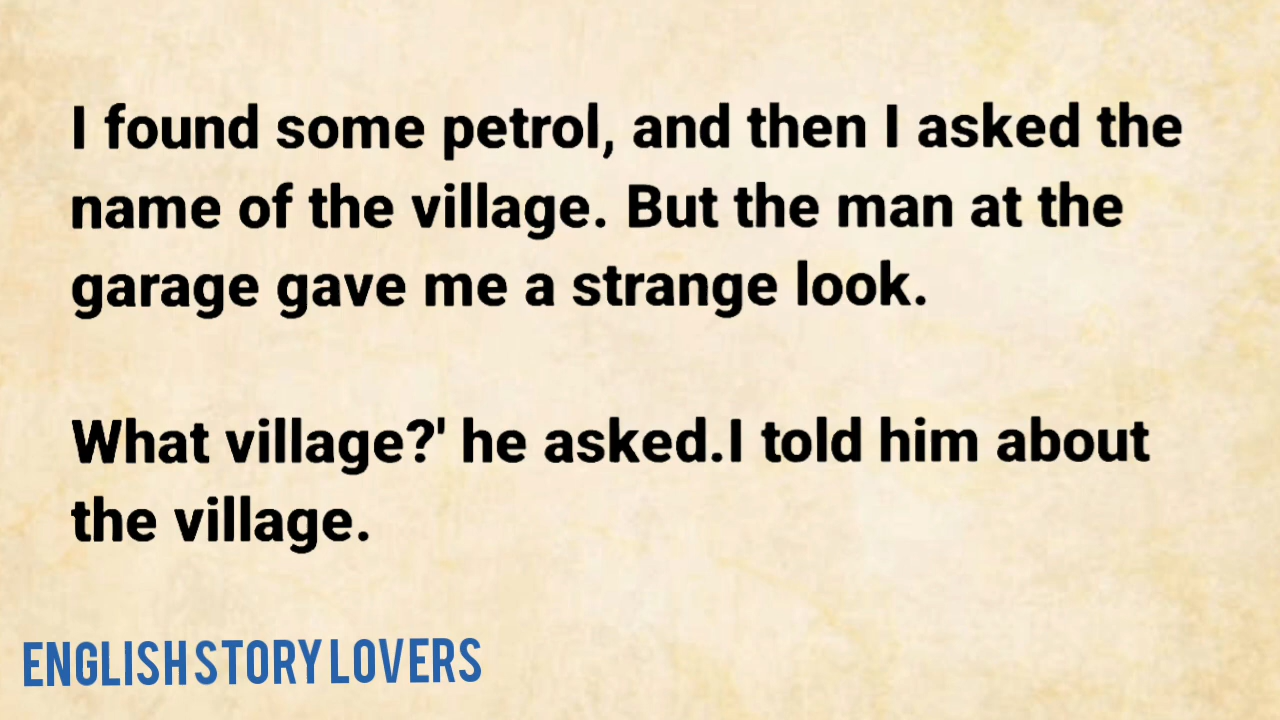 I found some petrol, and then I asked the
name of the village. But the man at the
garage gave me a strange look.
What village?' he asked.I told him about
the village.
ENGLISH STORY LOVERS